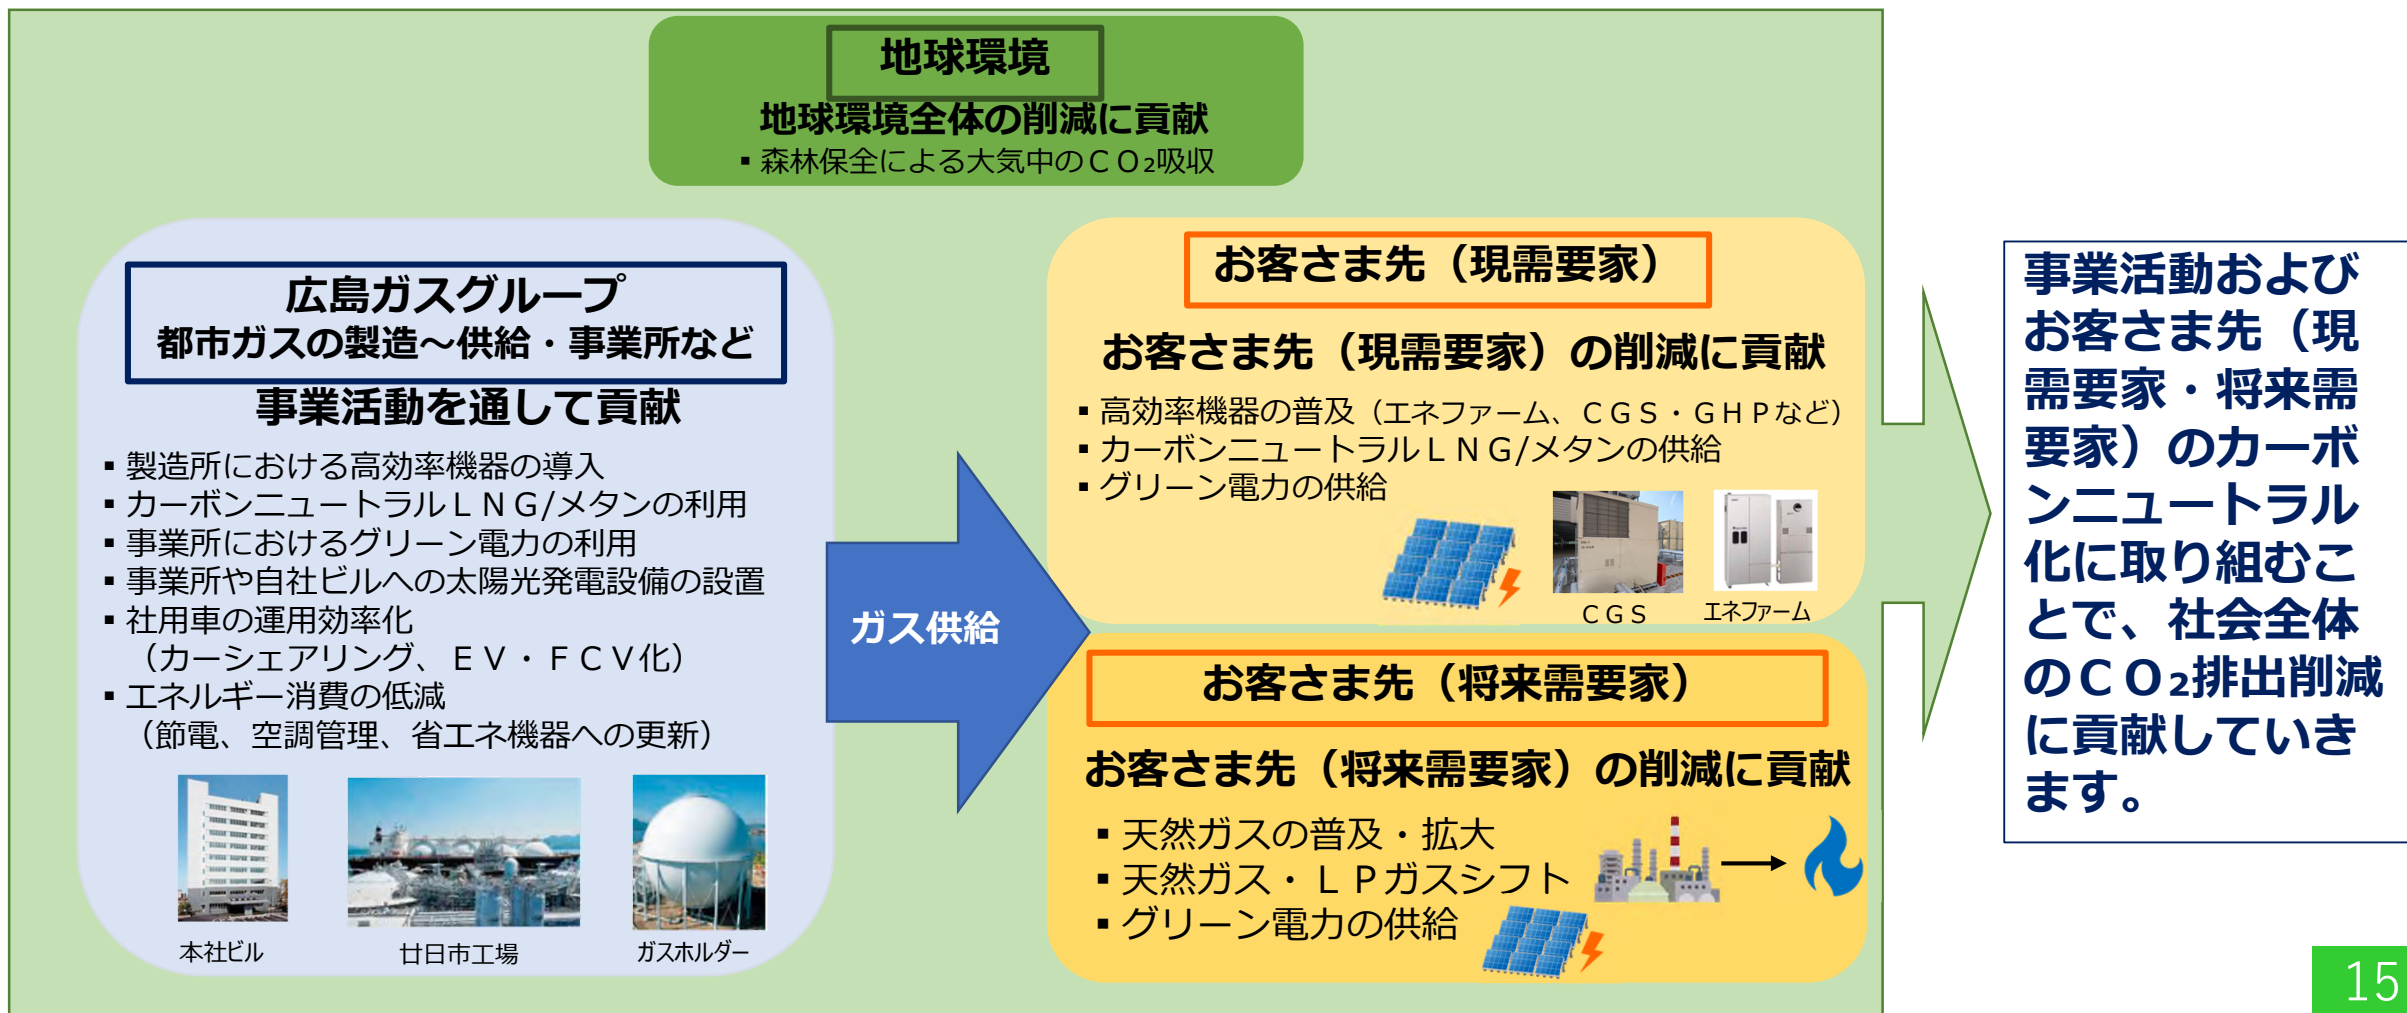 地球環境
地球環境全体の削減に貢献
▪ 森林保全による大気中のＣＯ₂吸収
広島ガスグループ
都市ガスの製造～供給・事業所など
事業活動を通して貢献
▪ 製造所における高効率機器の導入
▪ カーボンニュートラルＬＮＧ/メタンの利用
▪ 事業所におけるグリーン電力の利用
▪ 事業所や自社ビルへの太陽光発電設備の設置
▪ 社用車の運用効率化
（カーシェアリング、ＥＶ・ＦＣＶ化）
▪ エネルギー消費の低減
（節電、空調管理、省エネ機器への更新）
本社ビル
廿日市工場
ガスホルダー
ガス供給
お客さま先（現需要家）
お客さま先（現需要家）の削減に貢献
▪ 高効率機器の普及（エネファーム、ＣＧＳ・ＧＨＰなど）
▪ カーボンニュートラルＬＮＧ/メタンの供給
▪ グリーン電力の供給
ＣＧＳ
エネファーム
お客さま先（将来需要家）
お客さま先（将来需要家）の削減に貢献
▪ 天然ガスの普及・拡大
▪ 天然ガス・ＬＰガスシフト
▪ グリーン電力の供給
事業活動および
お客さま先（現
需要家・将来需
要家）のカーボ
ンニュートラル
化に取り組むこ
とで、社会全体
のＣＯ₂排出削減
に貢献していき
ます。
15